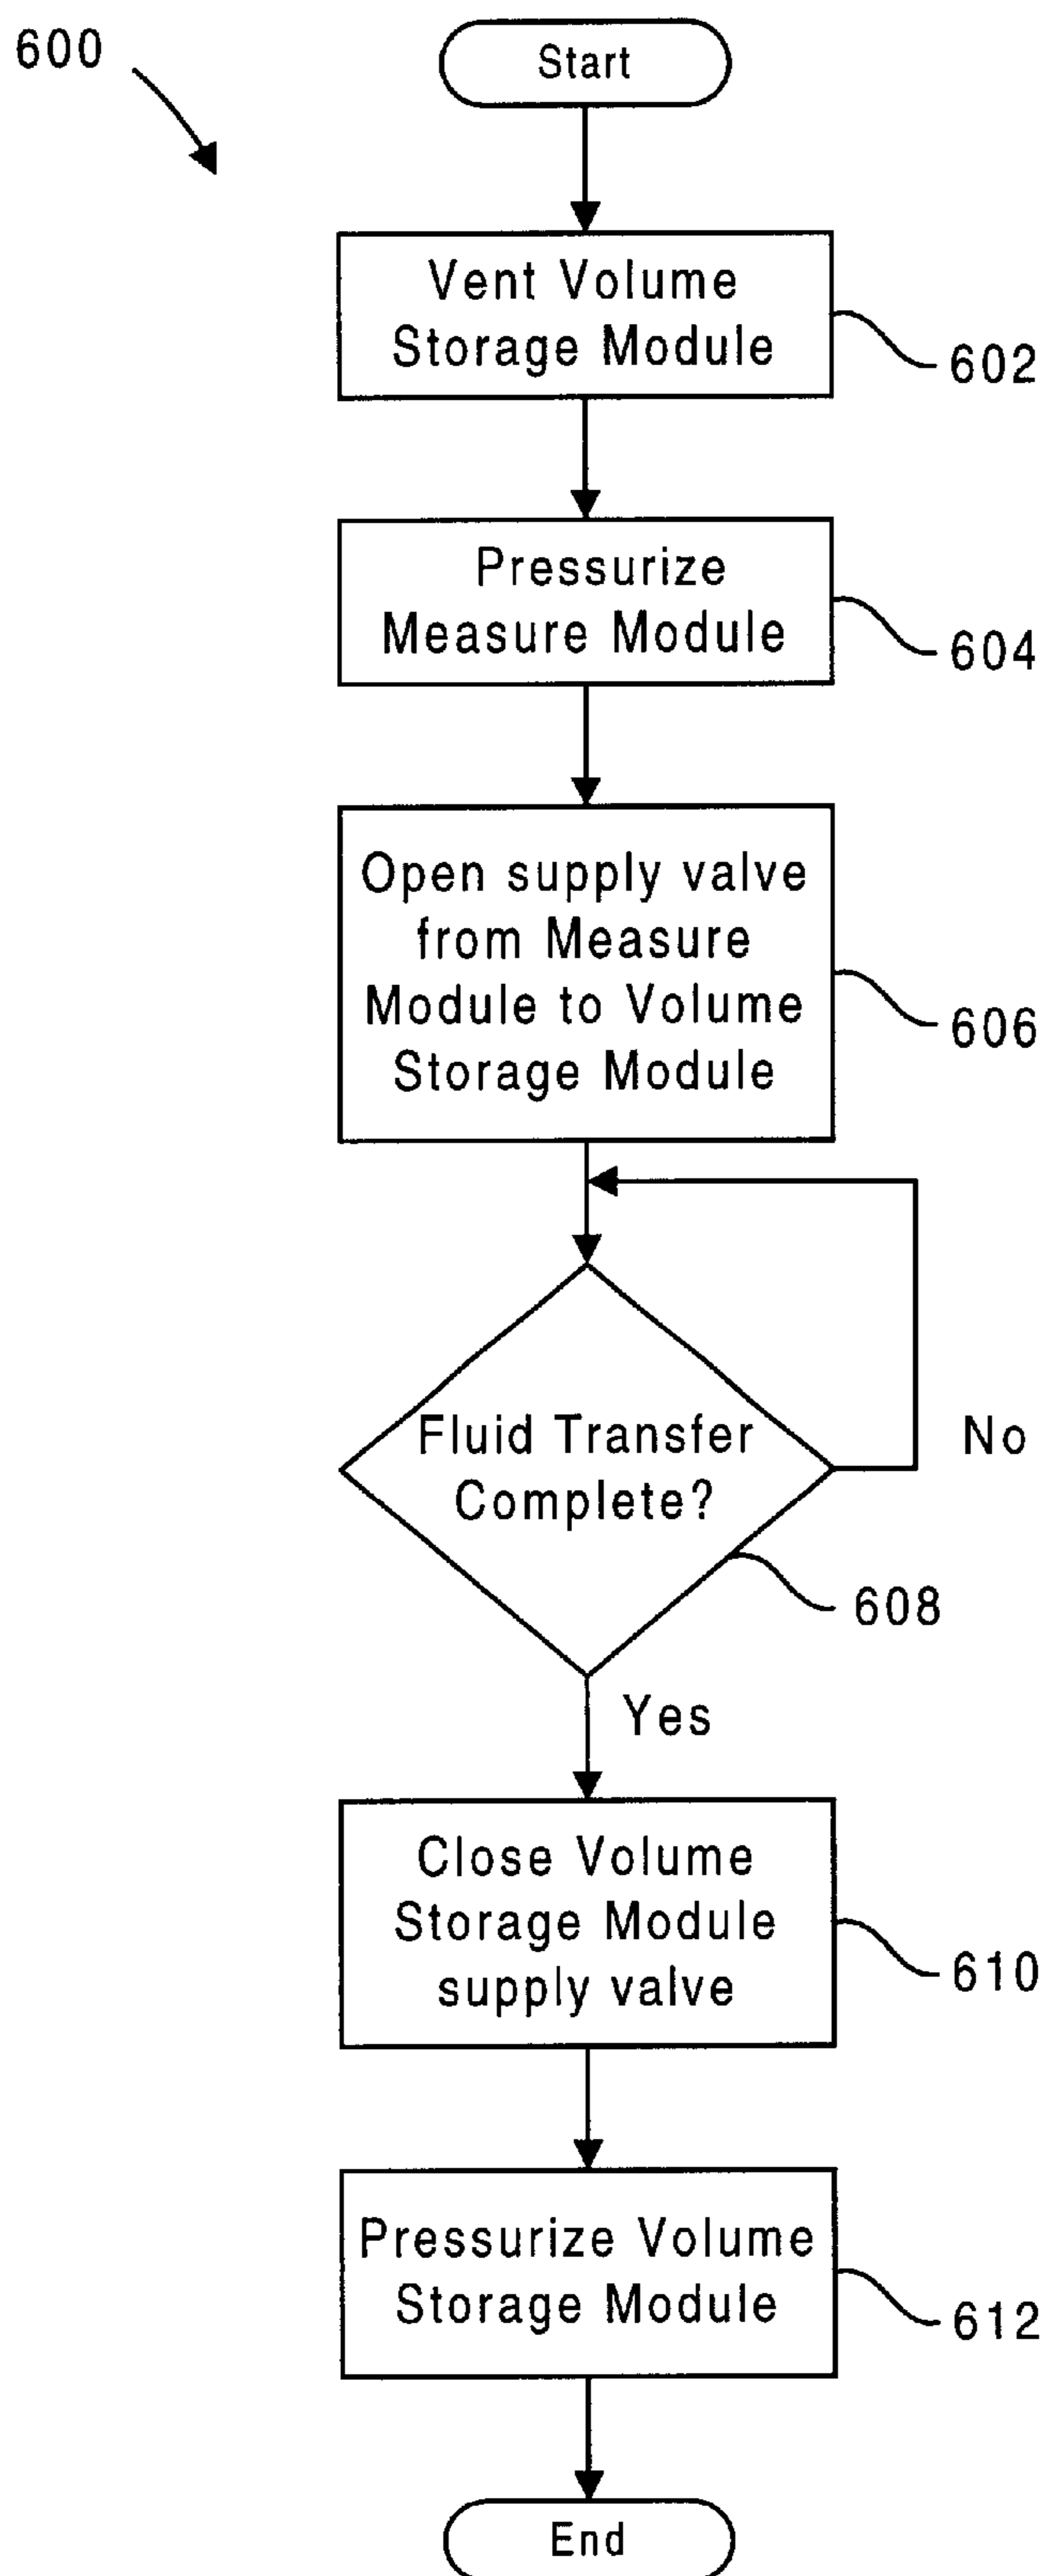 600
Start
Vent Volume
Storage Module
602
Pressurize
Measure Module
604
Open supply valve
from Measure
Module to Volume
Storage Module
606
Fluid Transfer
Complete?
No
608
Yes
Close Volume
Storage Module
supply valve
610
Pressurize Volume
Storage Module
612
End